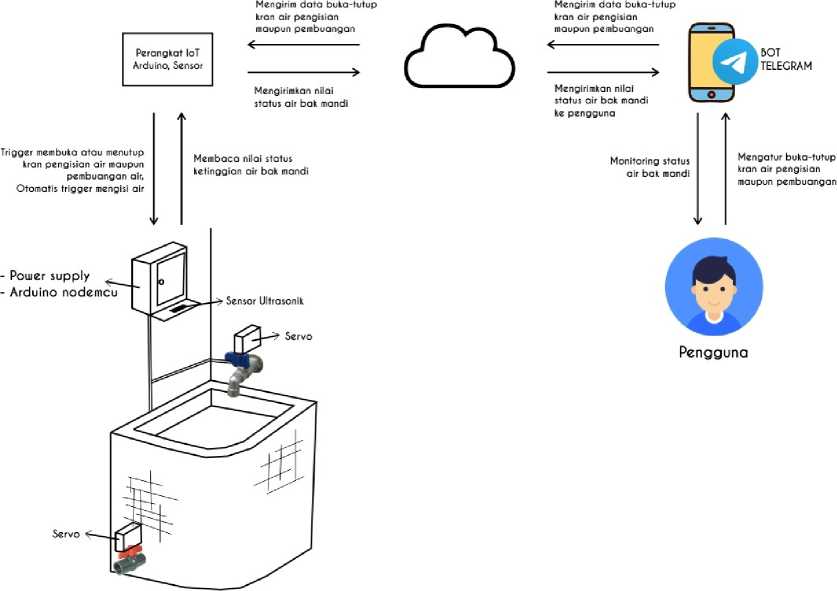 Mengirim data buka-tutup
kran air pengisian
maupun pembuangan
Mengirim data buka-tutup
kran air pengisian
maupun pembuangan
Perangkat IoT
Arduino, Sensor
BOT
TELEGRAM
Mengirimkan nilai
status air bak mandi
Mengirimkan nilai
status air bak mandi
ke pengguna
Trigger membuka atau menutup
kran pengisian air maupun
pembuangan air,
Otomatis trigger mengisi air
Membaca nilai status
ketinggian air bak mandi
Monitoring status
air bak mandi
Mengatur buka-tutup
kran air pengisian
maupun pembuangan
- Power supply
- Arduino nodemcu
Sensor Ultrasonik
Servo
Pengguna
Servo